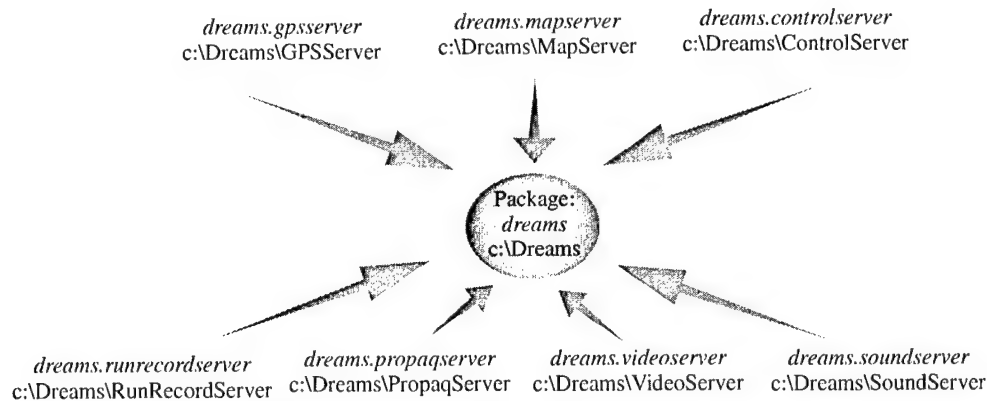 dreams.gpsserver
c:\Dreams\GPSServer
dreams.mapserver
c:\Dreams\MapServer
dreams.controlserver
c:\Dreams\ControlServer
Package:
dreams
c:\Dreams
dreams.runrecordserver
c:\Dreams\RunRecordServer
dreams.propaqserver
c:\Dreams\PropaqServer
dreams.videoserver
c:\Dreams\VideoServer
dreams.soundserver
c:\Dreams\SoundServer